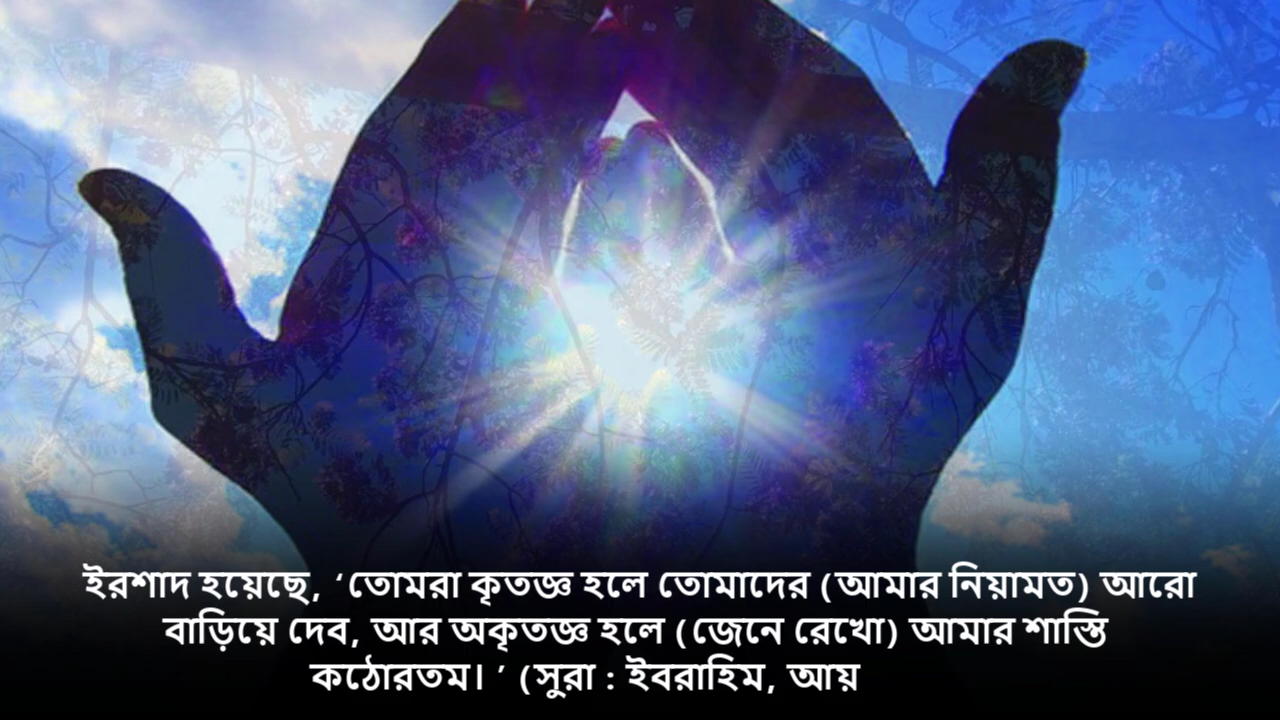 ইরশাদ হয়েছে, ‘তোমরা কৃতজ্ঞ হলে তোমাদের (আমার নিয়ামত) আরো
বাড়িয়ে দেব, আর অকৃতজ্ঞ হলে (জেনে রেখো) আমার শাস্তি
কঠোরতম। ’ (সুরা : ইবরাহিম, আয়